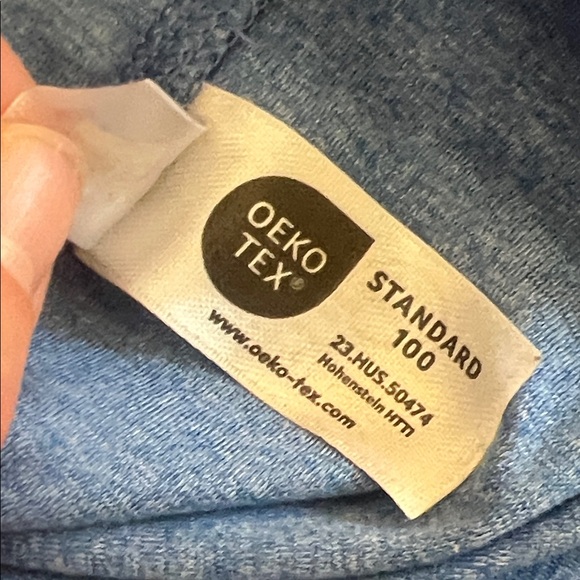 OEKO
TEX®
STANDARD
100
23.HUS.50474
Hohenstein HTTI
www.oeko-tex.com